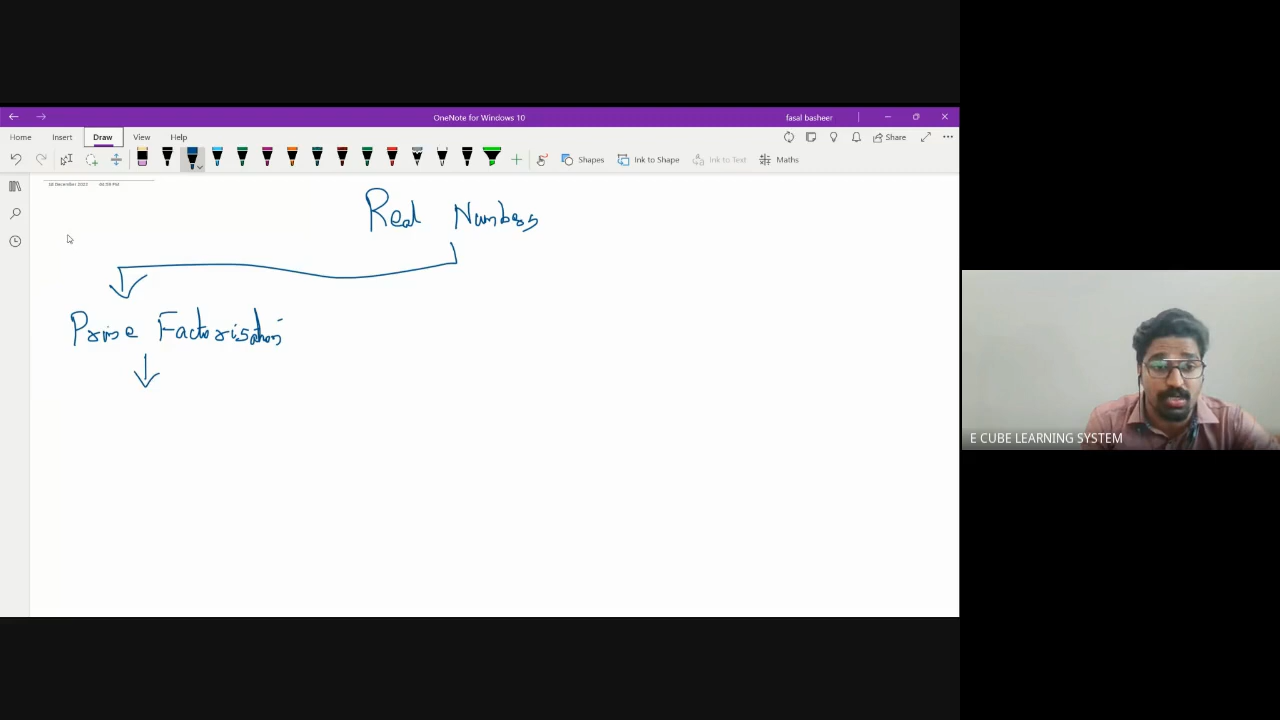 OneNote for Windows 10
fasal basheer
Home Insert Draw View Help
Share
Shapes Ink to Shape Ink to Text Maths
Real Numbers
Prime Factorisation
E CUBE LEARNING SYSTEM